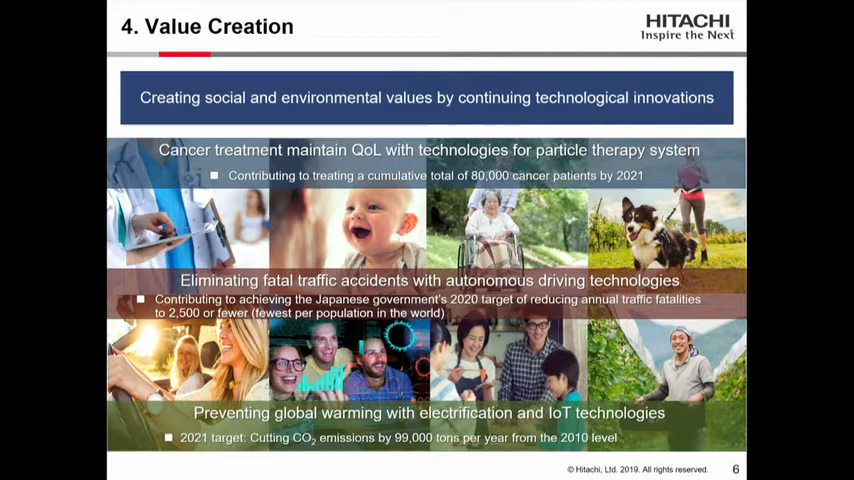 4. Value Creation
HITACHI
Inspire the Next
Creating social and environmental values by continuing technological innovations
Cancer treatment maintain QoL with technologies for particle therapy system
■ Contributing to treating a cumulative total of 80,000 cancer patients by 2021
Eliminating fatal traffic accidents with autonomous driving technologies
■ Contributing to achieving the Japanese government's 2020 target of reducing annual traffic fatalities
to 2,500 or fewer (fewest per population in the world)
Preventing global warming with electrification and IoT technologies
■ 2021 target: Cutting CO₂ emissions by 99,000 tons per year from the 2010 level
© Hitachi, Ltd. 2019. All rights reserved.
6